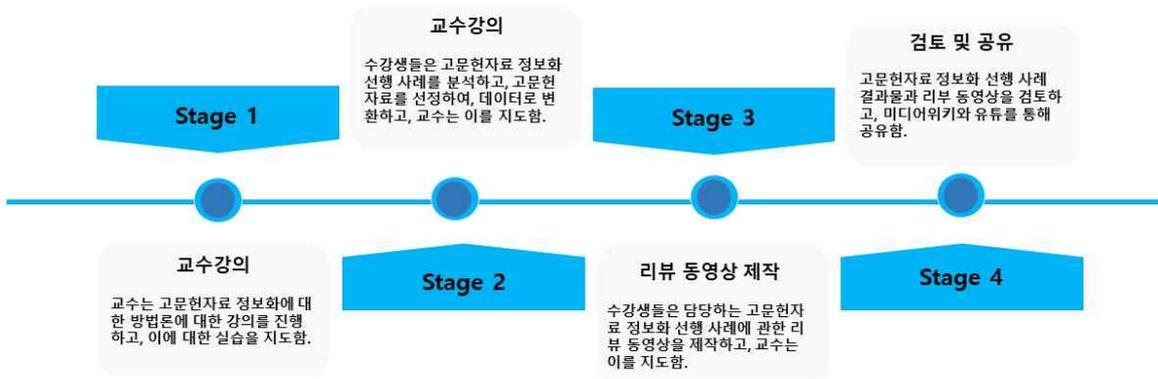 Stage 1
교수강의
교수는 고문헌자료 정보화에 대
한 방법론에 대한 강의를 진행
하고, 이에 대한 실습을 지도함.
교수강의
수강생들은 고문헌자료 정보화
선행 사례를 분석하고, 고문헌
자료를 선정하여, 데이터로 변
환하고, 교수는 이를 지도함.
Stage 2
Stage 3
리뷰 동영상 제작
수강생들은 담당하는 고문헌자
료 정보화 선행 사례에 관한 리
뷰 동영상을 제작하고, 교수는
이를 지도함.
검토 및 공유
고문헌자료 정보화 선행 사례
결과물과 리부 동영상을 검토하
고, 미디어위키와 유튜를 통해
공유함.
Stage 4